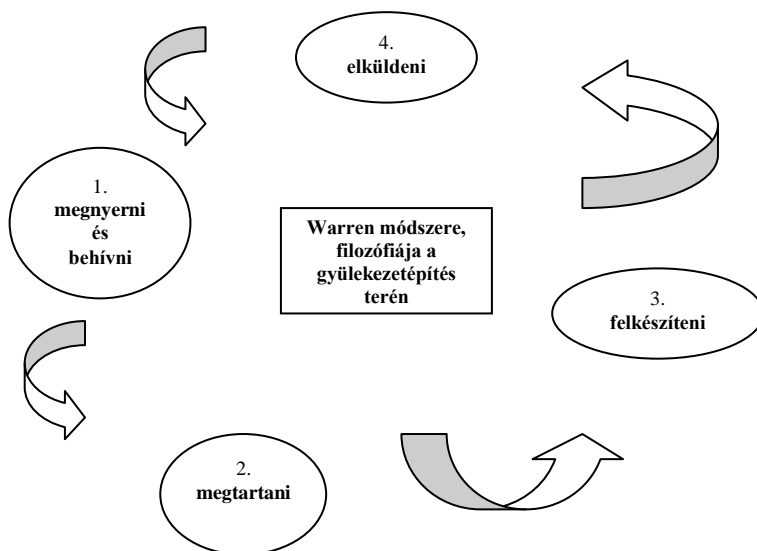 4.
elküldeni
1.
megnyerni
és
behívni
Warren módszere,
filozófiája a
gyülekezetépítés
terén
3.
felkészíteni
2.
megtartani